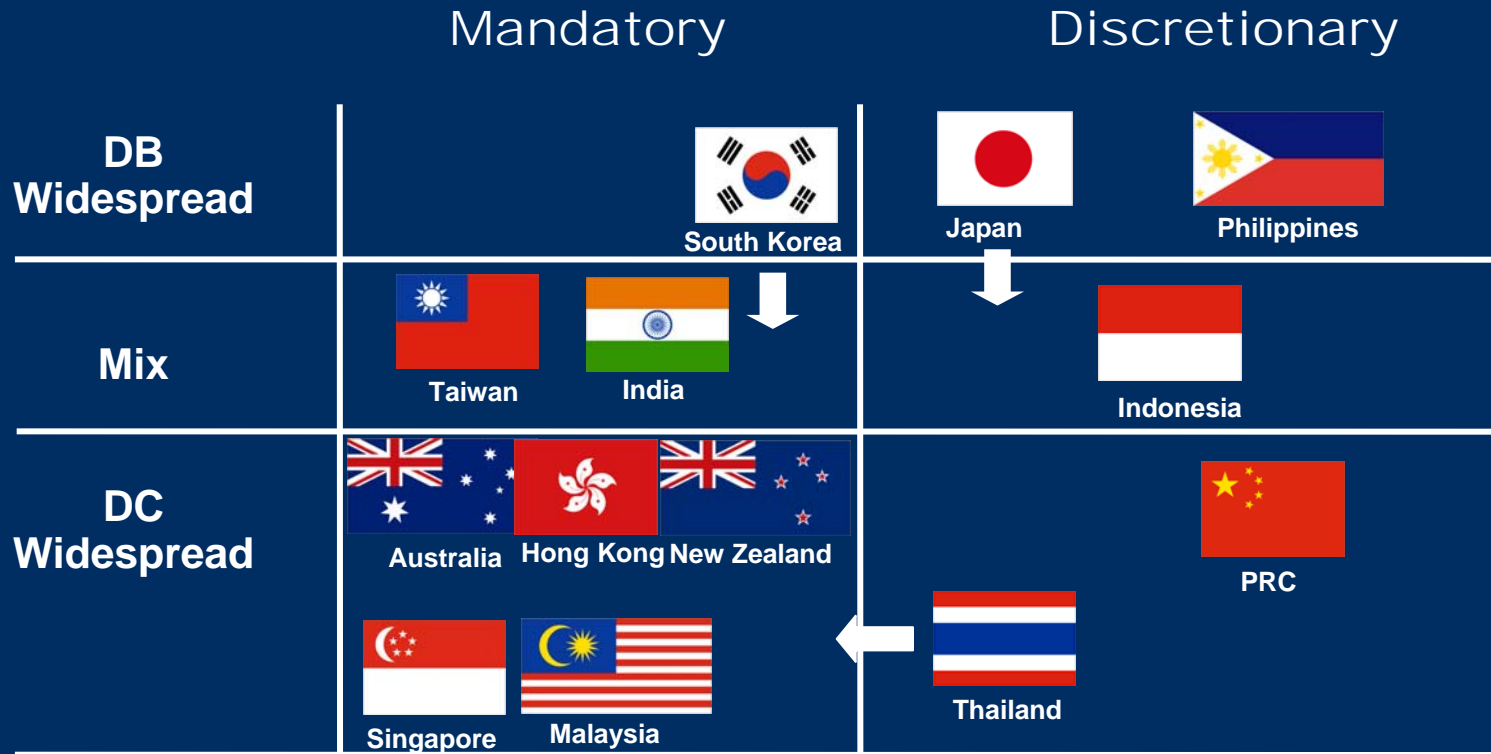 Mandatory
Discretionary
DB
Widespread
South Korea
Japan
Philippines
Mix
Taiwan
India
Indonesia
DC
Widespread
Australia
Hong Kong
New Zealand
PRC
Singapore
Malaysia
Thailand